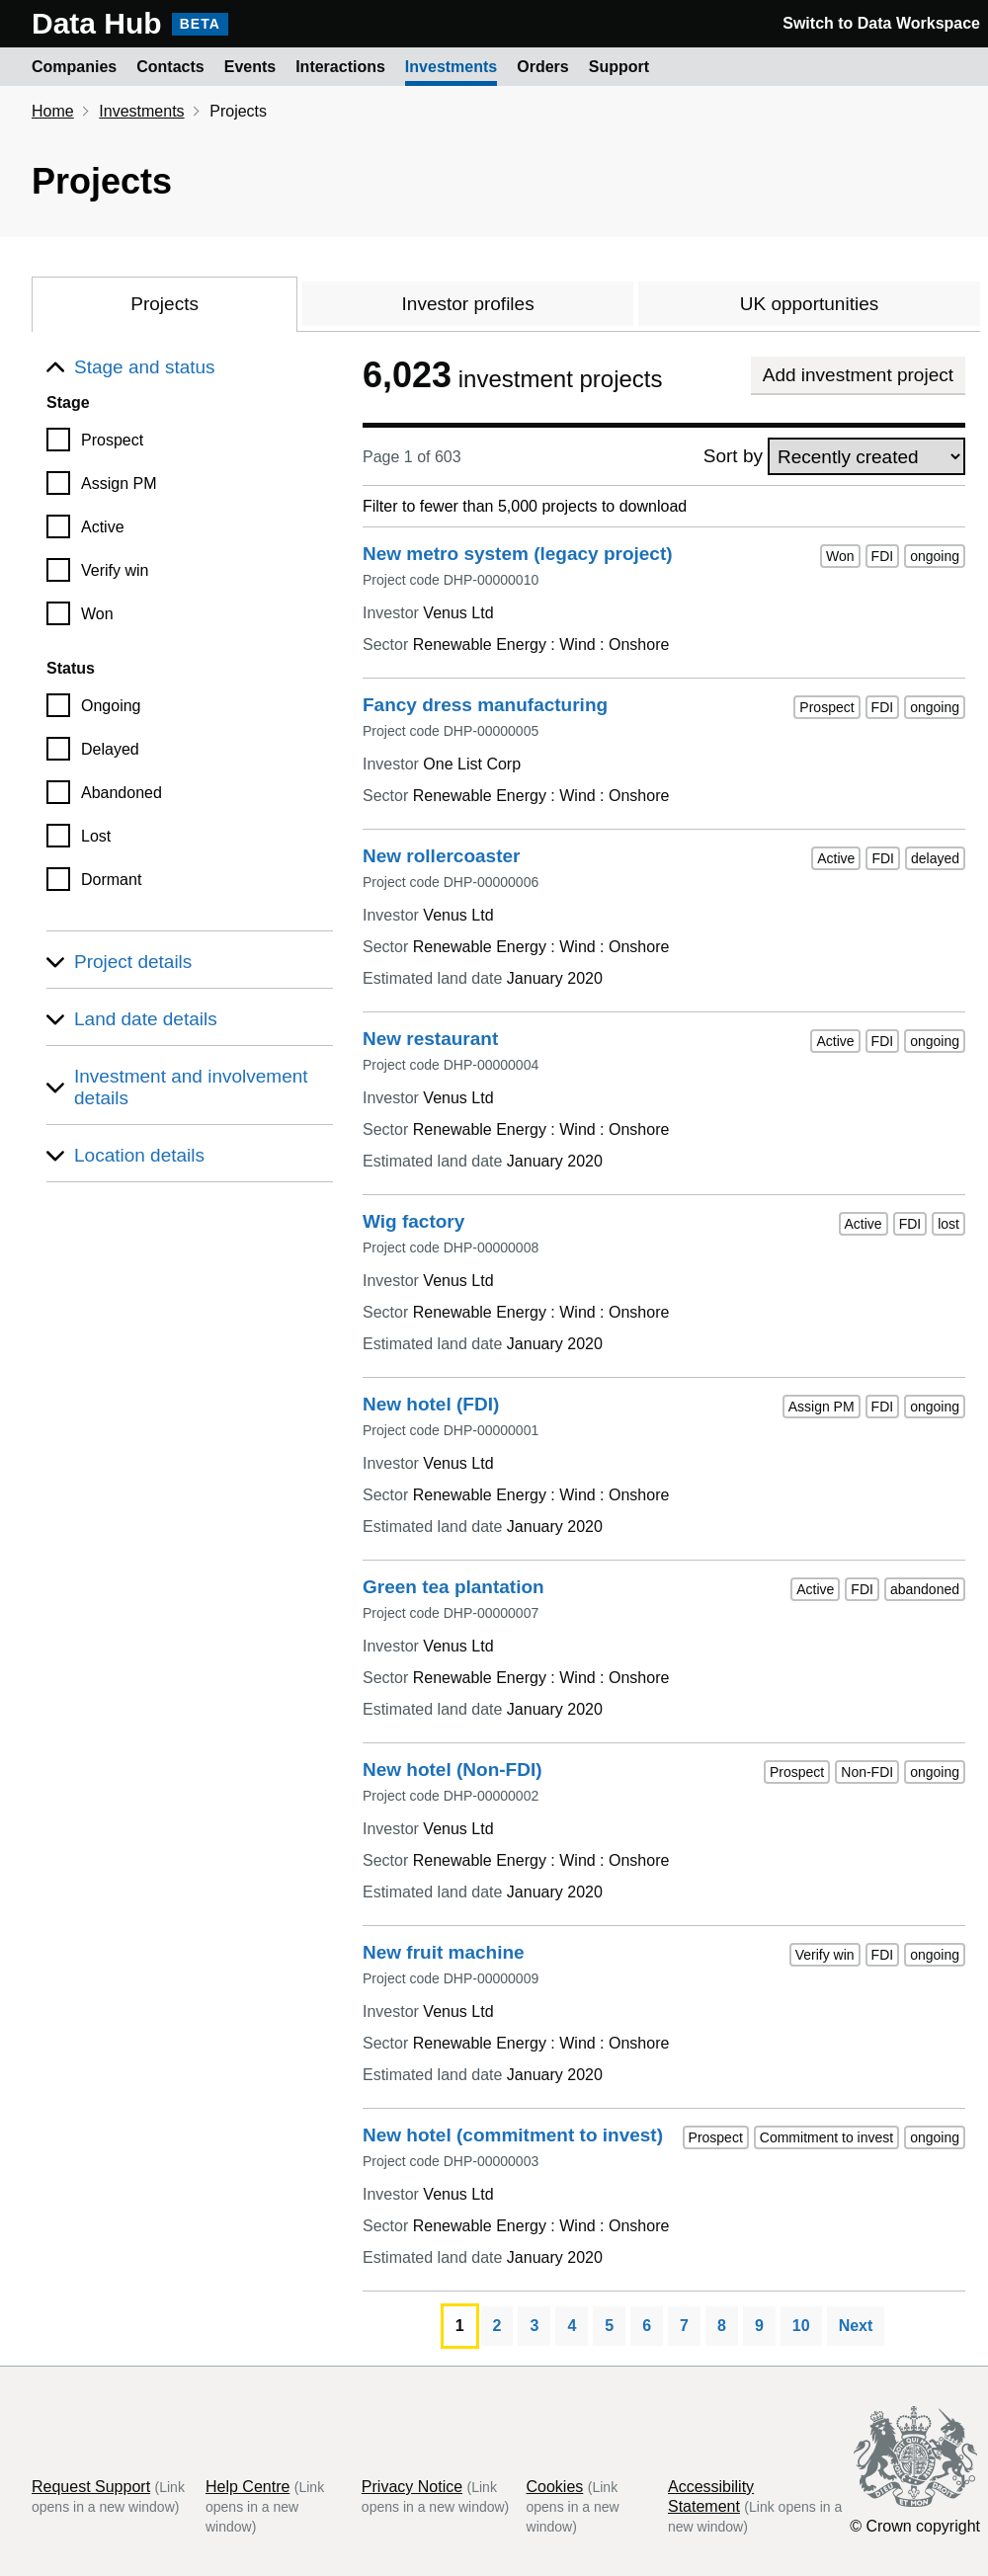 Data Hub BETA
Switch to Data Workspace
Companies Contacts Events Interactions Investments Orders Support
Home Investments Projects
Projects
Projects
Investor profiles
UK opportunities
Stage and status
Stage
Prospect
Assign PM
Active
Verify win
Won
Status
Ongoing
Delayed
Abandoned
Lost
Dormant
Project details
Land date details
Investment and involvement
details
Location details
6,023 investment projects
Add investment project
Page 1 of 603
Sort by Recently created
Filter to fewer than 5,000 projects to download
New metro system (legacy project)
Won FDI ongoing
Project code DHP-00000010
Investor Venus Ltd
Sector Renewable Energy : Wind : Onshore
Fancy dress manufacturing
Prospect FDI ongoing
Project code DHP-00000005
Investor One List Corp
Sector Renewable Energy : Wind : Onshore
New rollercoaster
Active FDI delayed
Project code DHP-00000006
Investor Venus Ltd
Sector Renewable Energy : Wind : Onshore
Estimated land date January 2020
New restaurant
Active FDI ongoing
Project code DHP-00000004
Investor Venus Ltd
Sector Renewable Energy : Wind : Onshore
Estimated land date January 2020
Wig factory
Active FDI lost
Project code DHP-00000008
Investor Venus Ltd
Sector Renewable Energy : Wind : Onshore
Estimated land date January 2020
New hotel (FDI)
Assign PM FDI ongoing
Project code DHP-00000001
Investor Venus Ltd
Sector Renewable Energy : Wind : Onshore
Estimated land date January 2020
Green tea plantation
Active FDI abandoned
Project code DHP-00000007
Investor Venus Ltd
Sector Renewable Energy : Wind : Onshore
Estimated land date January 2020
New hotel (Non-FDI)
Prospect Non-FDI ongoing
Project code DHP-00000002
Investor Venus Ltd
Sector Renewable Energy : Wind : Onshore
Estimated land date January 2020
New fruit machine
Verify win FDI ongoing
Project code DHP-00000009
Investor Venus Ltd
Sector Renewable Energy : Wind : Onshore
Estimated land date January 2020
New hotel (commitment to invest)
Prospect Commitment to invest ongoing
Project code DHP-00000003
Investor Venus Ltd
Sector Renewable Energy : Wind : Onshore
Estimated land date January 2020
1 2 3 4 5 6 7 8 9 10 Next
Request Support (Link
opens in a new window)
Help Centre (Link
opens in a new
window)
Privacy Notice (Link
opens in a new window)
Cookies (Link
opens in a new
window)
Accessibility
Statement (Link opens in a
new window)
DIEU ET MON DROIT
© Crown copyright